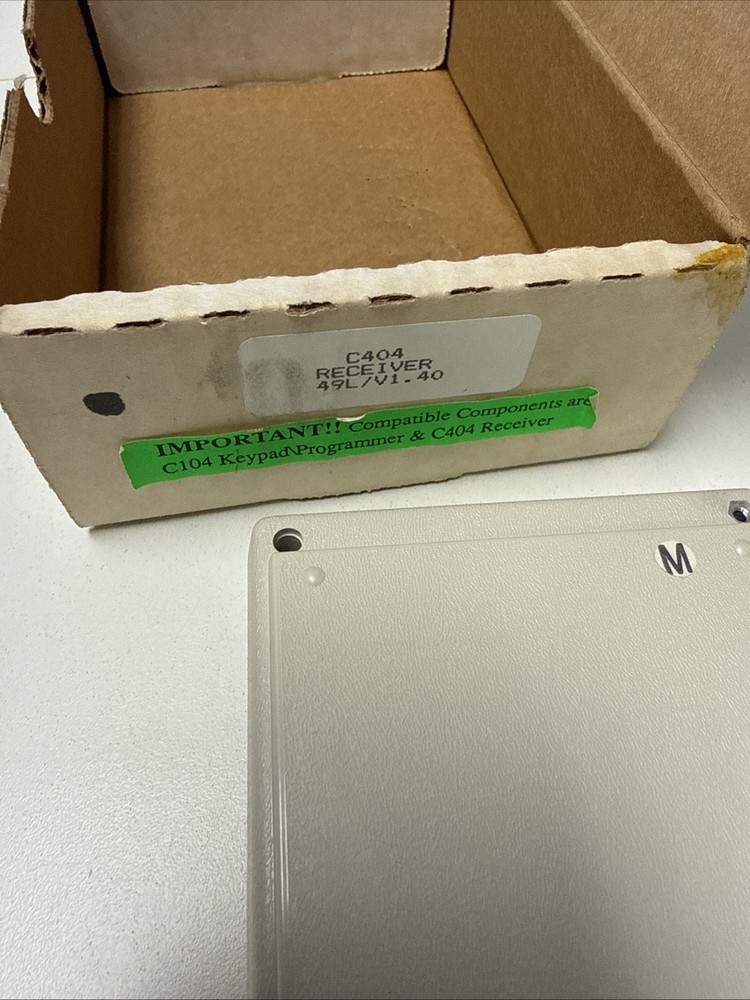 C404
RECEIVER
49L/V1.40
IMPORTANT!! Compatible Components are
C104 Keypad\Programmer & C404 Receiver
M